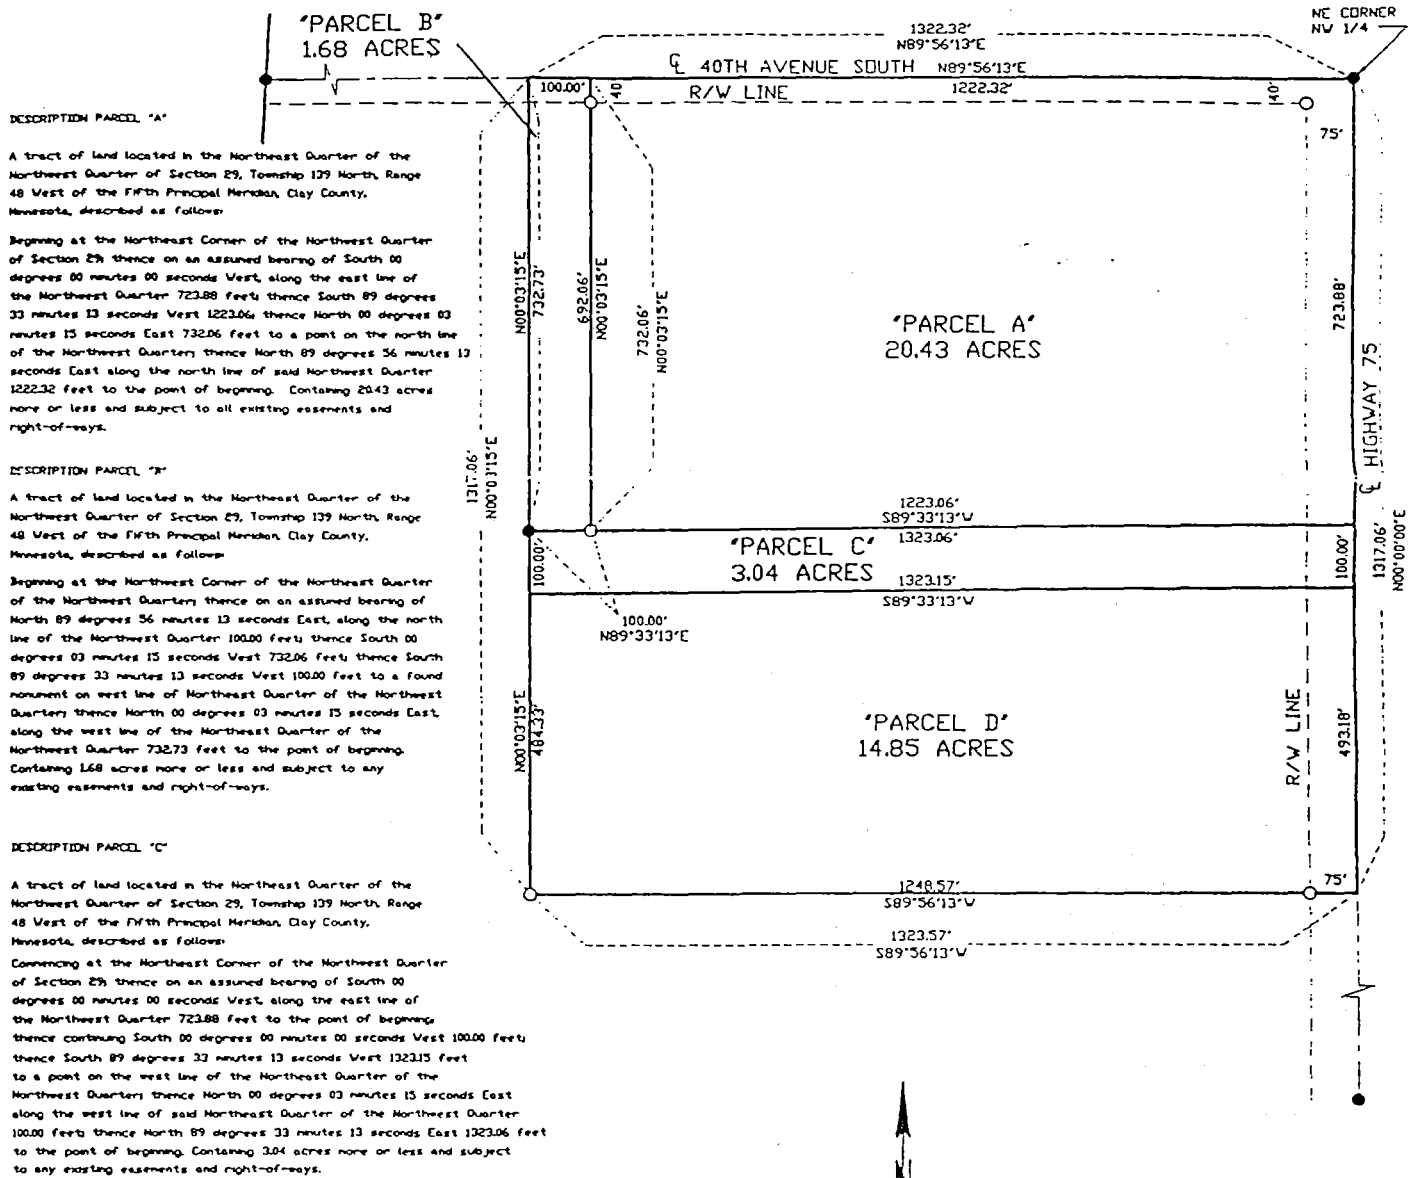 "PARCEL B"
1.68 ACRES
1322.32'
N89°56'13"E
NE CORNER
NW 1/4
℄ 40TH AVENUE SOUTH N89°56'13"E
100.00'
40'
R/W LINE
1222.32'
40'
75'
DESCRIPTION PARCEL "A"
A tract of land located in the Northeast Quarter of the
Northwest Quarter of Section 29, Township 139 North, Range
48 West of the Fifth Principal Meridian, Clay County,
Minnesota, described as follows:
Beginning at the Northeast Corner of the Northwest Quarter
of Section 29; thence on an assumed bearing of South 00
degrees 00 minutes 00 seconds West, along the east line of
the Northwest Quarter 723.88 feet; thence South 89 degrees
33 minutes 13 seconds West 1223.06; thence North 00 degrees 03
minutes 15 seconds East 732.06 feet to a point on the north line
of the Northwest Quarter; thence North 89 degrees 56 minutes 13
seconds East along the north line of said Northwest Quarter
1222.32 feet to the point of beginning. Containing 20.43 acres
more or less and subject to all existing easements and
right-of-ways.
N00°03'15"E
732.73'
692.06'
N00°03'15"E
732.06'
N00°03'15"E
"PARCEL A"
20.43 ACRES
723.88'
℄ HIGHWAY 75
1317.06'
N00°03'15"E
DESCRIPTION PARCEL "B"
A tract of land located in the Northeast Quarter of the
Northwest Quarter of Section 29, Township 139 North, Range
48 West of the Fifth Principal Meridian, Clay County,
Minnesota, described as follows:
Beginning at the Northwest Corner of the Northeast Quarter
of the Northwest Quarter; thence on an assumed bearing of
North 89 degrees 56 minutes 13 seconds East, along the north
line of the Northwest Quarter 100.00 feet; thence South 00
degrees 03 minutes 15 seconds West 732.06 feet; thence South
89 degrees 33 minutes 13 seconds West 100.00 feet to a found
monument on west line of Northeast Quarter of the Northwest
Quarter; thence North 00 degrees 03 minutes 15 seconds East,
along the west line of the Northeast Quarter of the
Northwest Quarter 732.73 feet to the point of beginning.
Containing 1.68 acres more or less and subject to any
existing easements and right-of-ways.
1223.06'
S89°33'13"W
1323.06'
"PARCEL C"
3.04 ACRES
100.00'
100.00'
1317.06'
N00°00'00"E
1323.15'
S89°33'13"W
100.00'
N89°33'13"E
N00°03'15"E
484.33'
"PARCEL D"
14.85 ACRES
R/W LINE
493.18'
1248.57'
S89°56'13"W
75'
1323.57'
S89°56'13"W
DESCRIPTION PARCEL "C"
A tract of land located in the Northeast Quarter of the
Northwest Quarter of Section 29, Township 139 North, Range
48 West of the Fifth Principal Meridian, Clay County,
Minnesota, described as follows:
Commencing at the Northeast Corner of the Northwest Quarter
of Section 29; thence on an assumed bearing of South 00
degrees 00 minutes 00 seconds West, along the east line of
the Northwest Quarter 723.88 feet to the point of beginning;
thence continuing South 00 degrees 00 minutes 00 seconds West 100.00 feet;
thence South 89 degrees 33 minutes 13 seconds West 1323.15 feet
to a point on the west line of the Northeast Quarter of the
Northwest Quarter; thence North 00 degrees 03 minutes 15 seconds East
along the west line of said Northeast Quarter of the Northwest Quarter
100.00 feet; thence North 89 degrees 33 minutes 13 seconds East 1323.06 feet
to the point of beginning. Containing 3.04 acres more or less and subject
to any existing easements and right-of-ways.